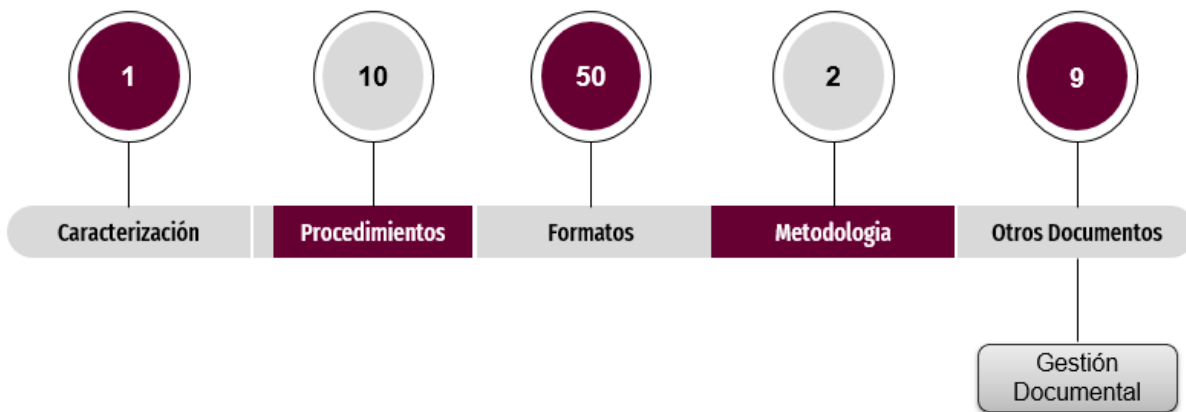 1 10 50 2 9
Caracterización Procedimientos Formatos Metodologia Otros Documentos
Gestión
Documental